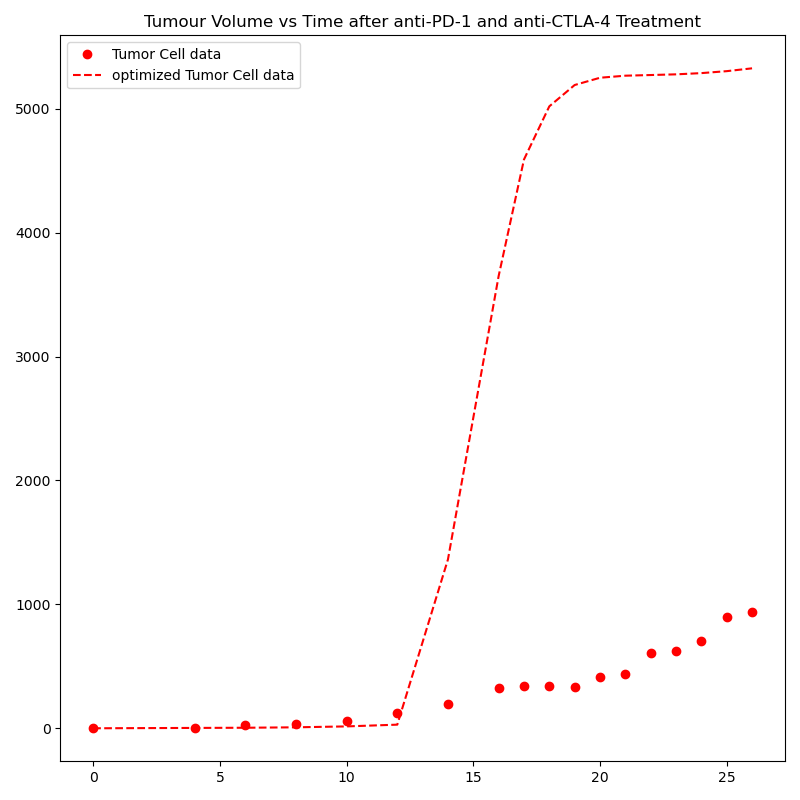 Tumour Volume vs Time after anti-PD-1 and anti-CTLA-4 Treatment
Tumor Cell data
optimized Tumor Cell data
5000
4000
3000
2000
1000
0
0 5 10 15 20 25